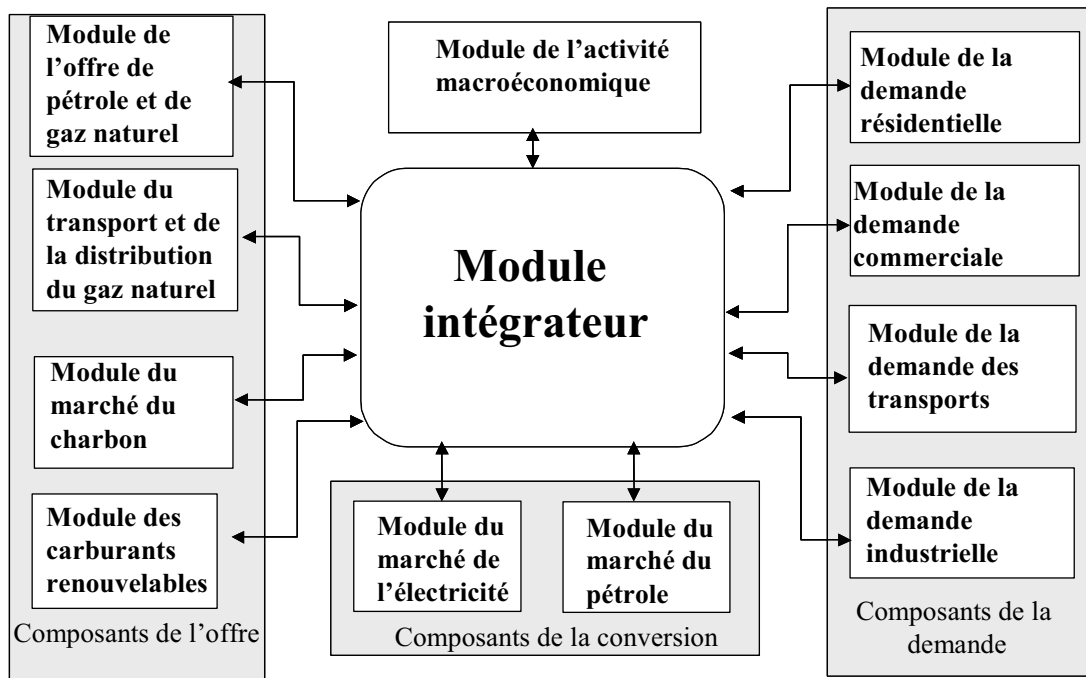 Module de
l’offre de
pétrole et de
gaz naturel
Module du
transport et de
la distribution
du gaz naturel
Module du
marché du
charbon
Module des
carburants
renouvelables
Composants de l’offre
Module de l’activité
macroéconomique
Module
intégrateur
Module du
marché de
l’électricité
Module du
marché du
pétrole
Composants de la conversion
Module de la
demande
résidentielle
Module de la
demande
commerciale
Module de la
demande des
transports
Module de la
demande
industrielle
Composants de la
demande